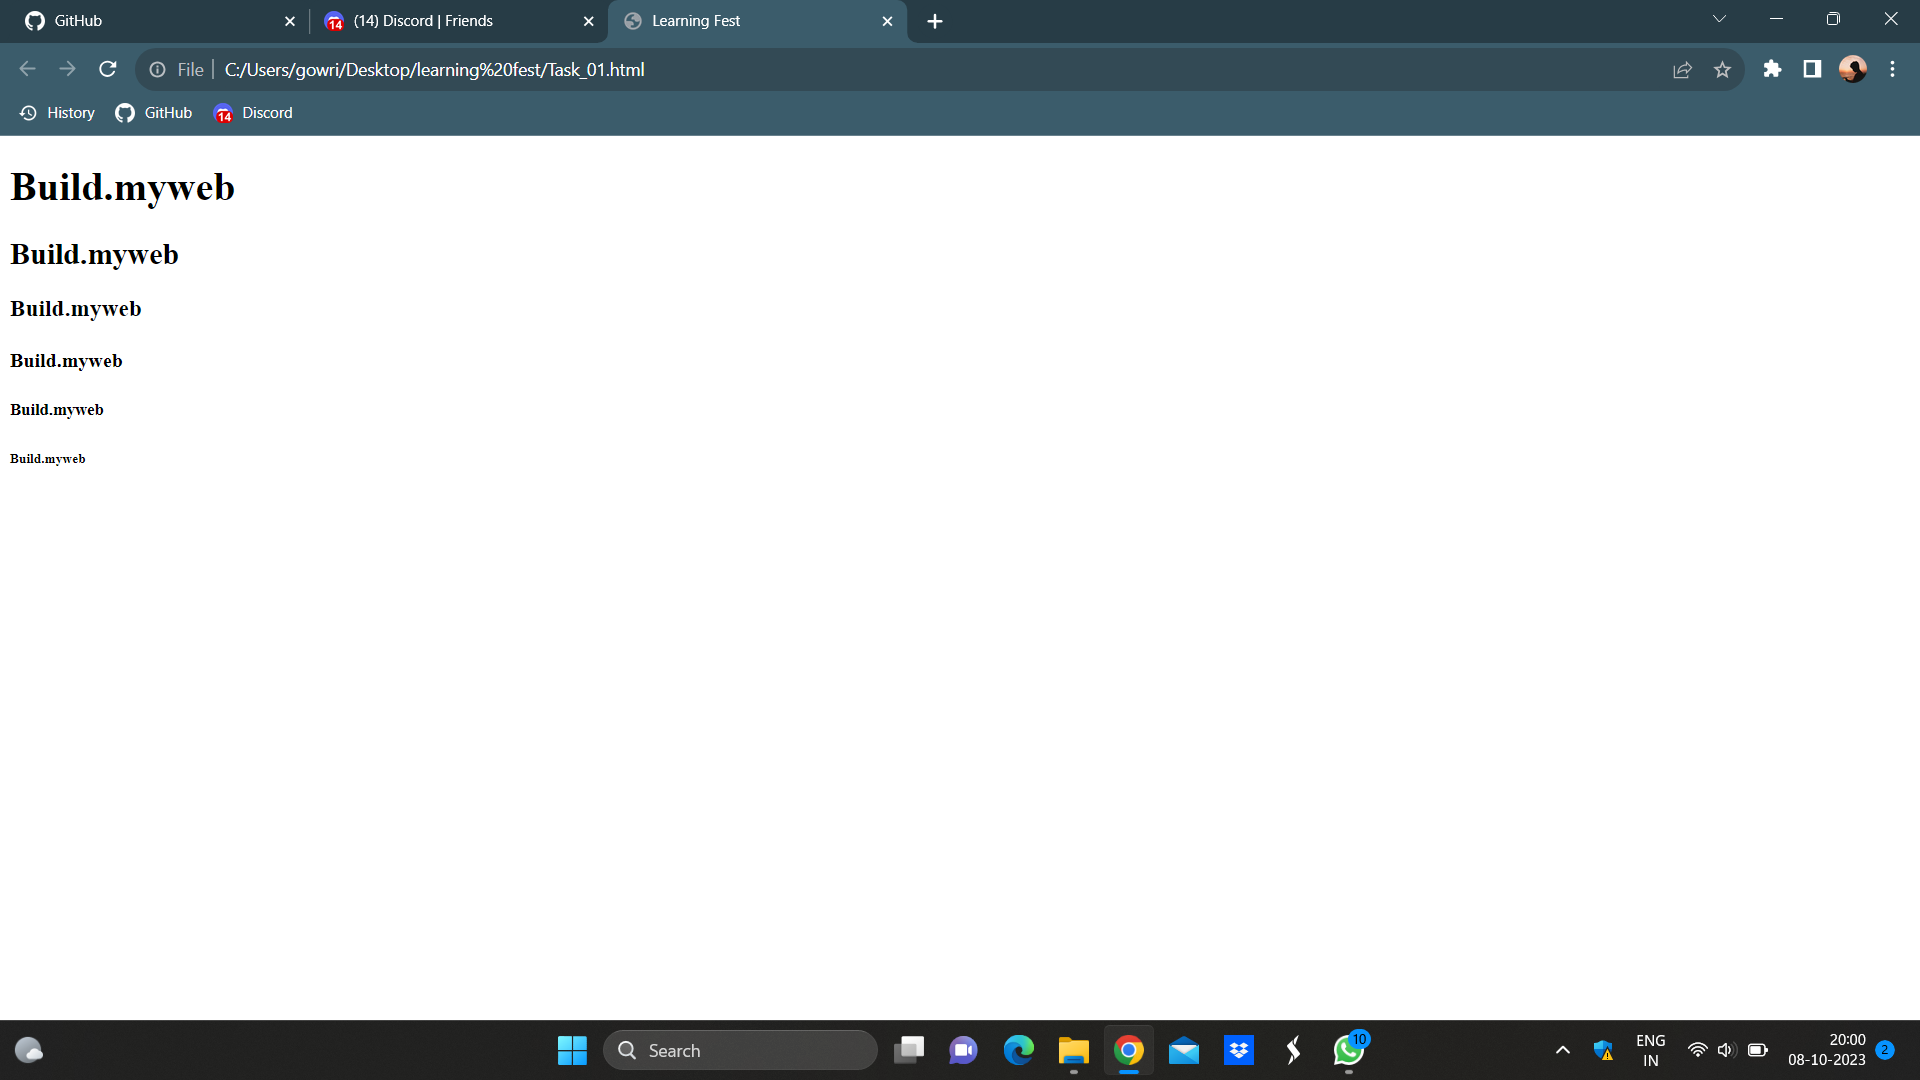 GitHub
(14) Discord | Friends
Learning Fest
File
C:/Users/gowri/Desktop/learning%20fest/Task_01.html
History
GitHub
14
Discord
Build.myweb
Build.myweb
Build.myweb
Build.myweb
Build.myweb
Build.myweb
Search
10
ENG
IN
20:00
08-10-2023
2